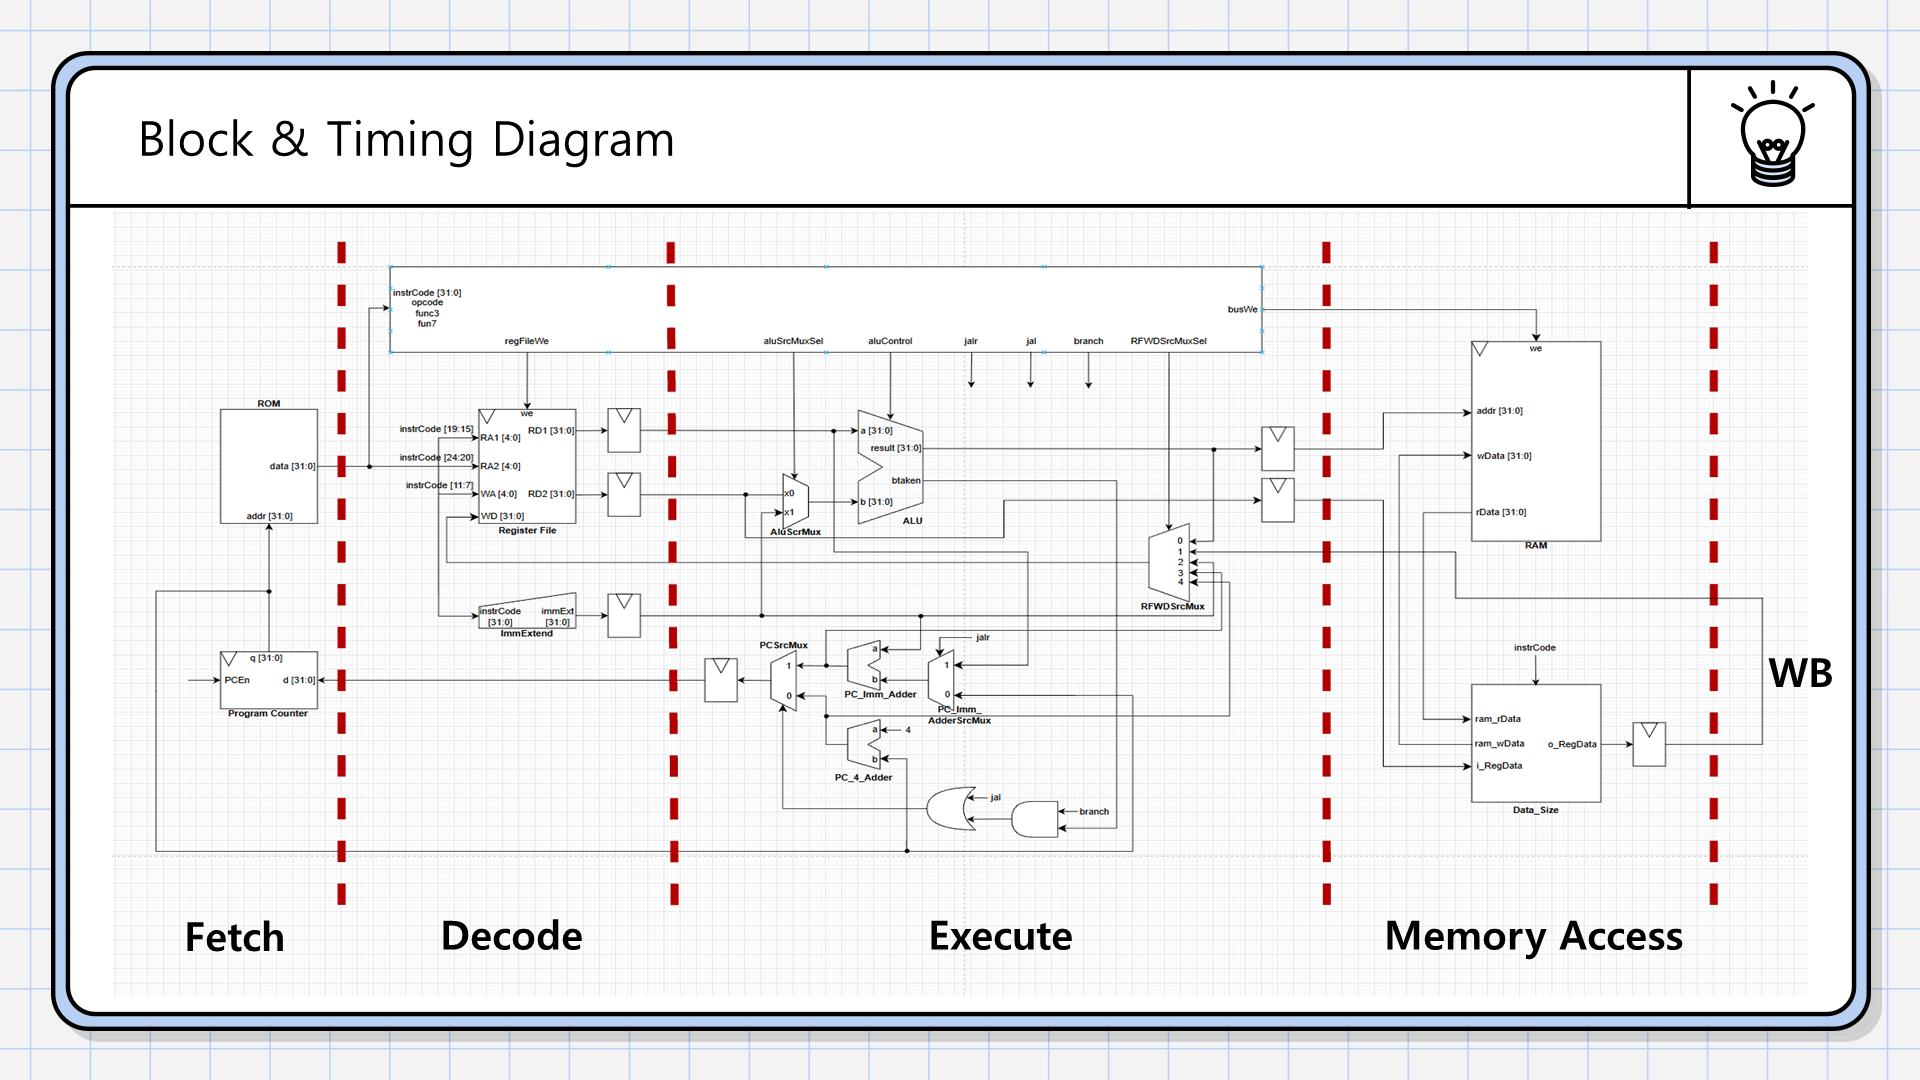 Block & Timing Diagram
instrCode [31:0]
opcode
func3
fun7
busWe
regFileWe
aluSrcMuxSel
aluControl
jalr
jal
branch
RFWDSrcMuxSel
we
ROM
data [31:0]
addr [31:0]
instrCode [19:15]
instrCode [24:20]
instrCode [11:7]
we
RA1 [4:0]
RA2 [4:0]
WA [4:0]
WD [31:0]
RD1 [31:0]
RD2 [31:0]
Register File
x0
x1
AluScrMux
a [31:0]
result [31:0]
btaken
b [31:0]
ALU
addr [31:0]
wData [31:0]
rData [31:0]
RAM
0
1
2
3
4
RFWDSrcMux
instrCode
[31:0]
immExt
[31:0]
ImmExtend
q [31:0]
PCEn
d [31:0]
Program Counter
PCSrcMux
1
0
a
b
PC_Imm_Adder
jalr
1
0
PC_Imm_
AdderSrcMux
a
4
b
PC_4_Adder
jal
branch
instrCode
ram_rData
ram_wData
i_RegData
o_RegData
Data_Size
WB
Fetch
Decode
Execute
Memory Access